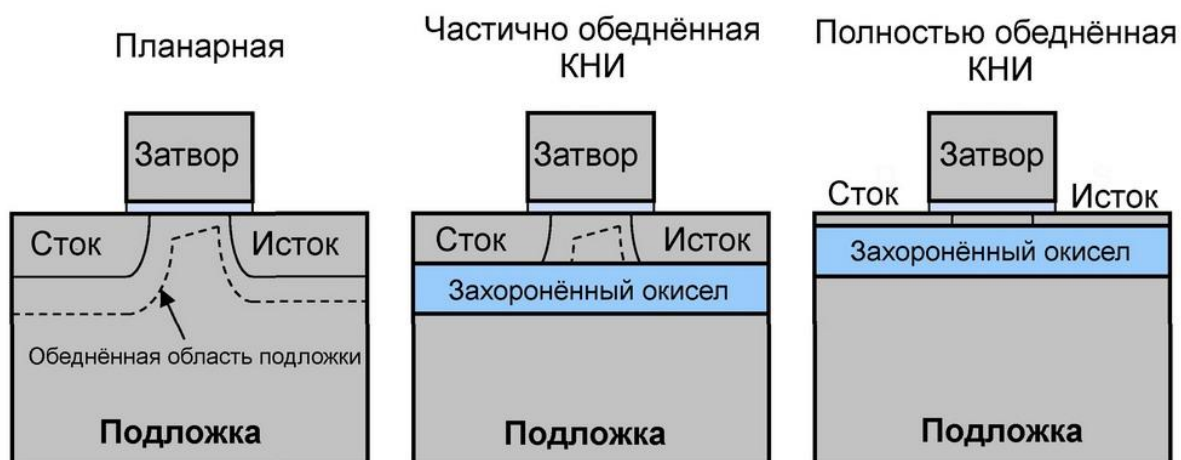 Планарная
Затвор
Сток
Исток
Обеднённая область подложки
Подложка
Частично обеднённая
КНИ
Затвор
Сток
Исток
Захоронённый окисел
Подложка
Полностью обеднённая
КНИ
Затвор
Сток
Исток
Захоронённый окисел
Подложка